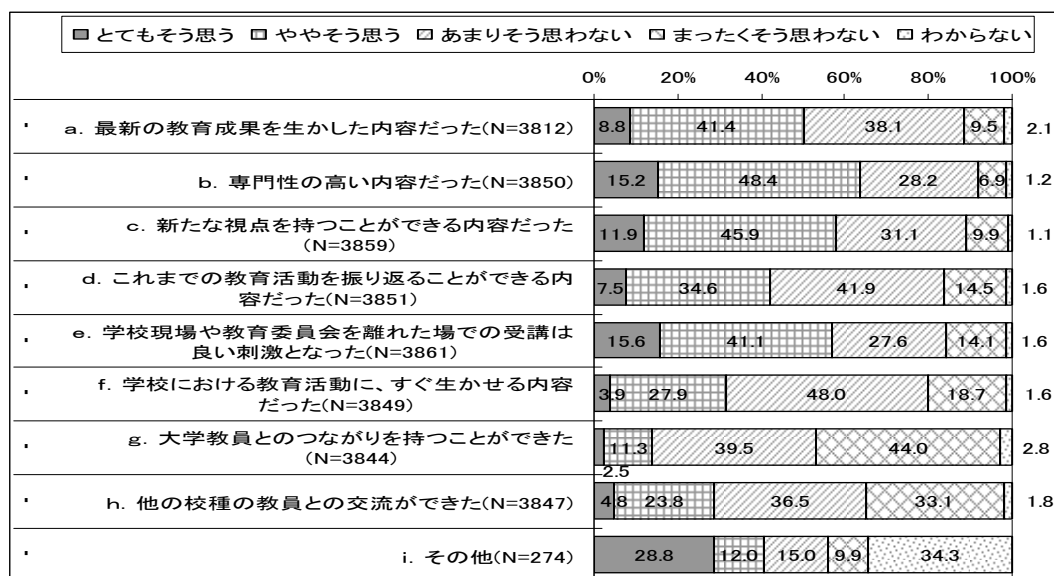 とてもそう思う ややそう思う あまりそう思わない まったくそう思わない わからない
0% 20% 40% 60% 80% 100%
a. 最新の教育成果を生かした内容だった(N=3812) 8.8 41.4 38.1 9.5 2.1
b. 専門性の高い内容だった(N=3850) 15.2 48.4 28.2 6.9 1.2
c. 新たな視点を持つことができる内容だった
(N=3859) 11.9 45.9 31.1 9.9 1.1
d. これまでの教育活動を振り返ることができる内
容だった(N=3851) 7.5 34.6 41.9 14.5 1.6
e. 学校現場や教育委員会を離れた場での受講は
良い刺激となった(N=3861) 15.6 41.1 27.6 14.1 1.6
f. 学校における教育活動に、すぐ生かせる内容
だった(N=3849) 3.9 27.9 48.0 18.7 1.6
g. 大学教員とのつながりを持つことができた
(N=3844) 2.5 11.3 39.5 44.0 2.8
h. 他の校種の教員との交流ができた(N=3847) 4.8 23.8 36.5 33.1 1.8
i. その他(N=274) 28.8 12.0 15.0 9.9 34.3